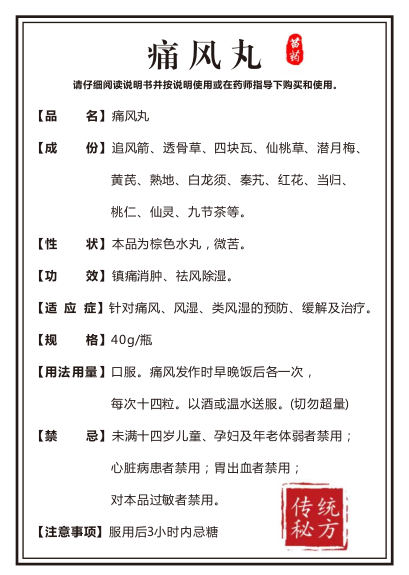 痛风丸
苗药
请仔细阅读说明书并按说明使用或在药师指导下购买和使用。
【品　　名】痛风丸
【成　　份】追风箭、透骨草、四块瓦、仙桃草、潜月梅、
黄芪、熟地、白龙须、秦艽、红花、当归、
桃仁、仙灵、九节茶等。
【性　　状】本品为棕色水丸，微苦。
【功　　效】镇痛消肿、祛风除湿。
【适 应 症】针对痛风、风湿、类风湿的预防、缓解及治疗。
【规　　格】40g/瓶
【用法用量】口服。痛风发作时早晚饭后各一次，
每次十四粒。以酒或温水送服。(切勿超量)
【禁　　忌】未满十四岁儿童、孕妇及年老体弱者禁用；
心脏病患者禁用；胃出血者禁用；
对本品过敏者禁用。
【注意事项】服用后3小时内忌糖
传统
秘方